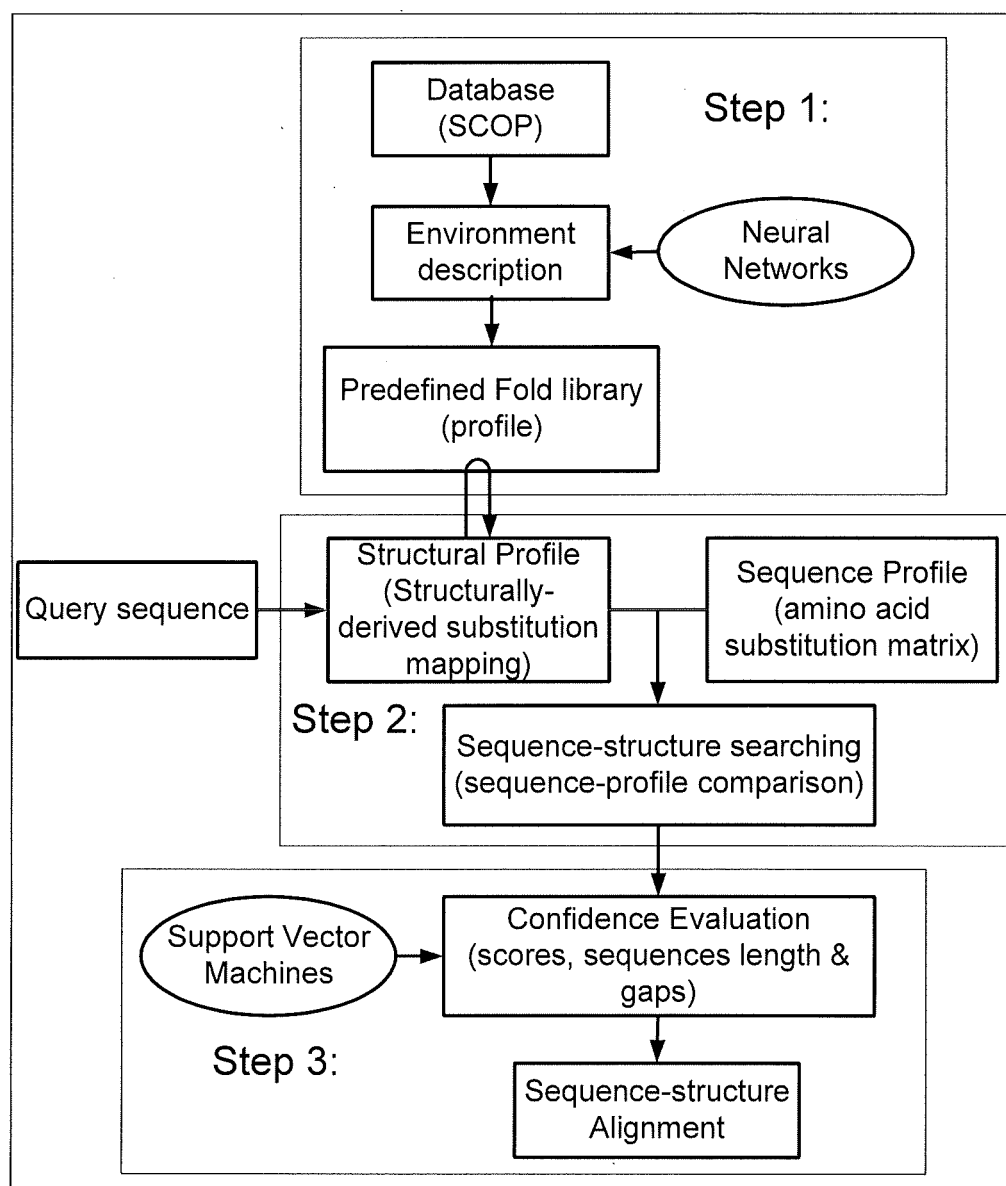 Step 1:
Database
(SCOP)
Environment
description
Neural
Networks
Predefined Fold library
(profile)
Query sequence
Structural Profile
(Structurally-
derived substitution
mapping)
Sequence Profile
(amino acid
substitution matrix)
Step 2:
Sequence-structure searching
(sequence-profile comparison)
Support Vector
Machines
Confidence Evaluation
(scores, sequences length &
gaps)
Step 3:
Sequence-structure
Alignment